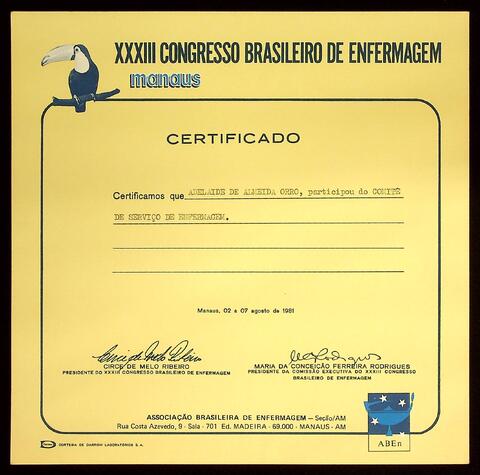 XXXIII CONGRESSO BRASILEIRO DE ENFERMAGEM
manaus
CERTIFICADO
Certificamos que ADELAIDE DE ALMEIDA ORRO, participou do COMITÊ
DE SERVIÇO DE ENFERMAGEM.
Manaus, 02 a 07 agosto de 1981
CIRCE DE MELO RIBEIRO
PRESIDENTE DO XXXIII CONGRESSO BRASILEIRO DE ENFERMAGEM
MARIA DA CONCEIÇÃO FERREIRA RODRIGUES
PRESIDENTE DA COMISSÃO EXECUTIVA DO XXXIII CONGRESSO
BRASILEIRO DE ENFERMAGEM
ASSOCIAÇÃO BRASILEIRA DE ENFERMAGEM — Seção/AM
Rua Costa Azevedo, 9 - Sala - 701 Ed. MADEIRA - 69.000 - MANAUS - AM
ABEn
CORTESIA DE DARROW LABORATÓRIOS S. A.